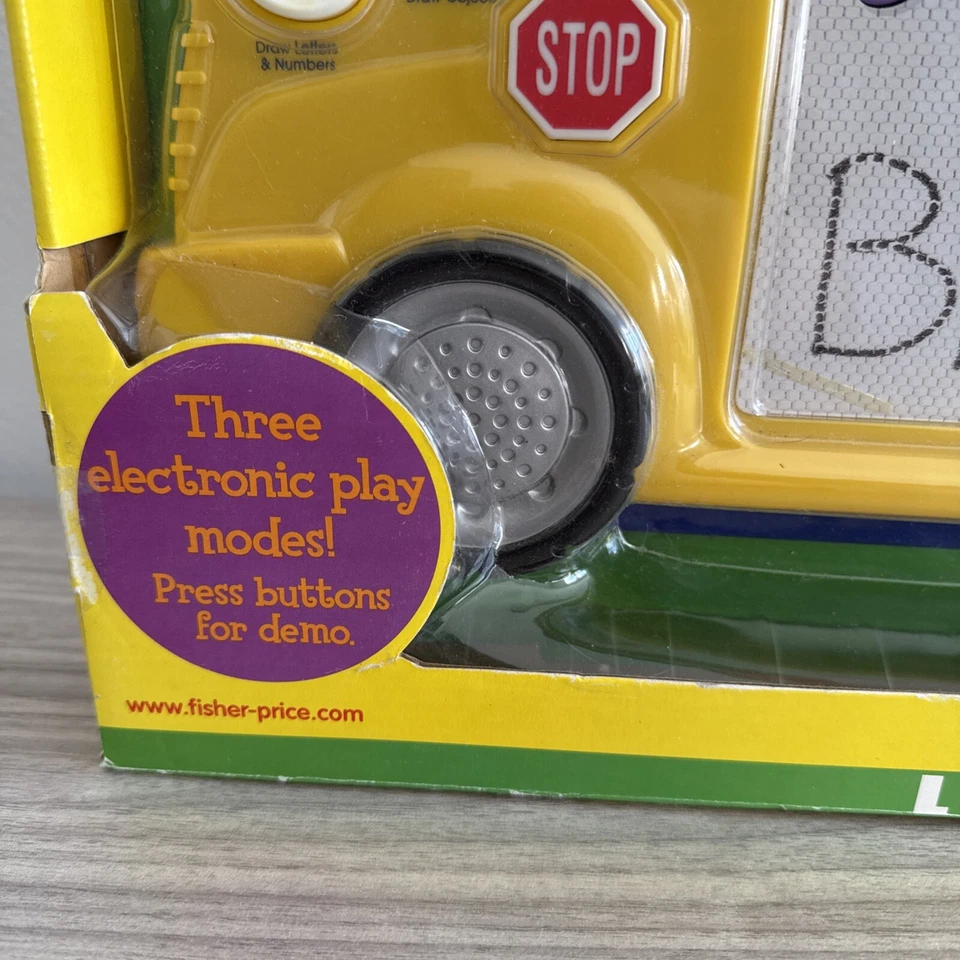 Draw Letters
& Numbers
STOP
B
Three
electronic play
modes!
Press buttons
for demo.
www.fisher-price.com
L